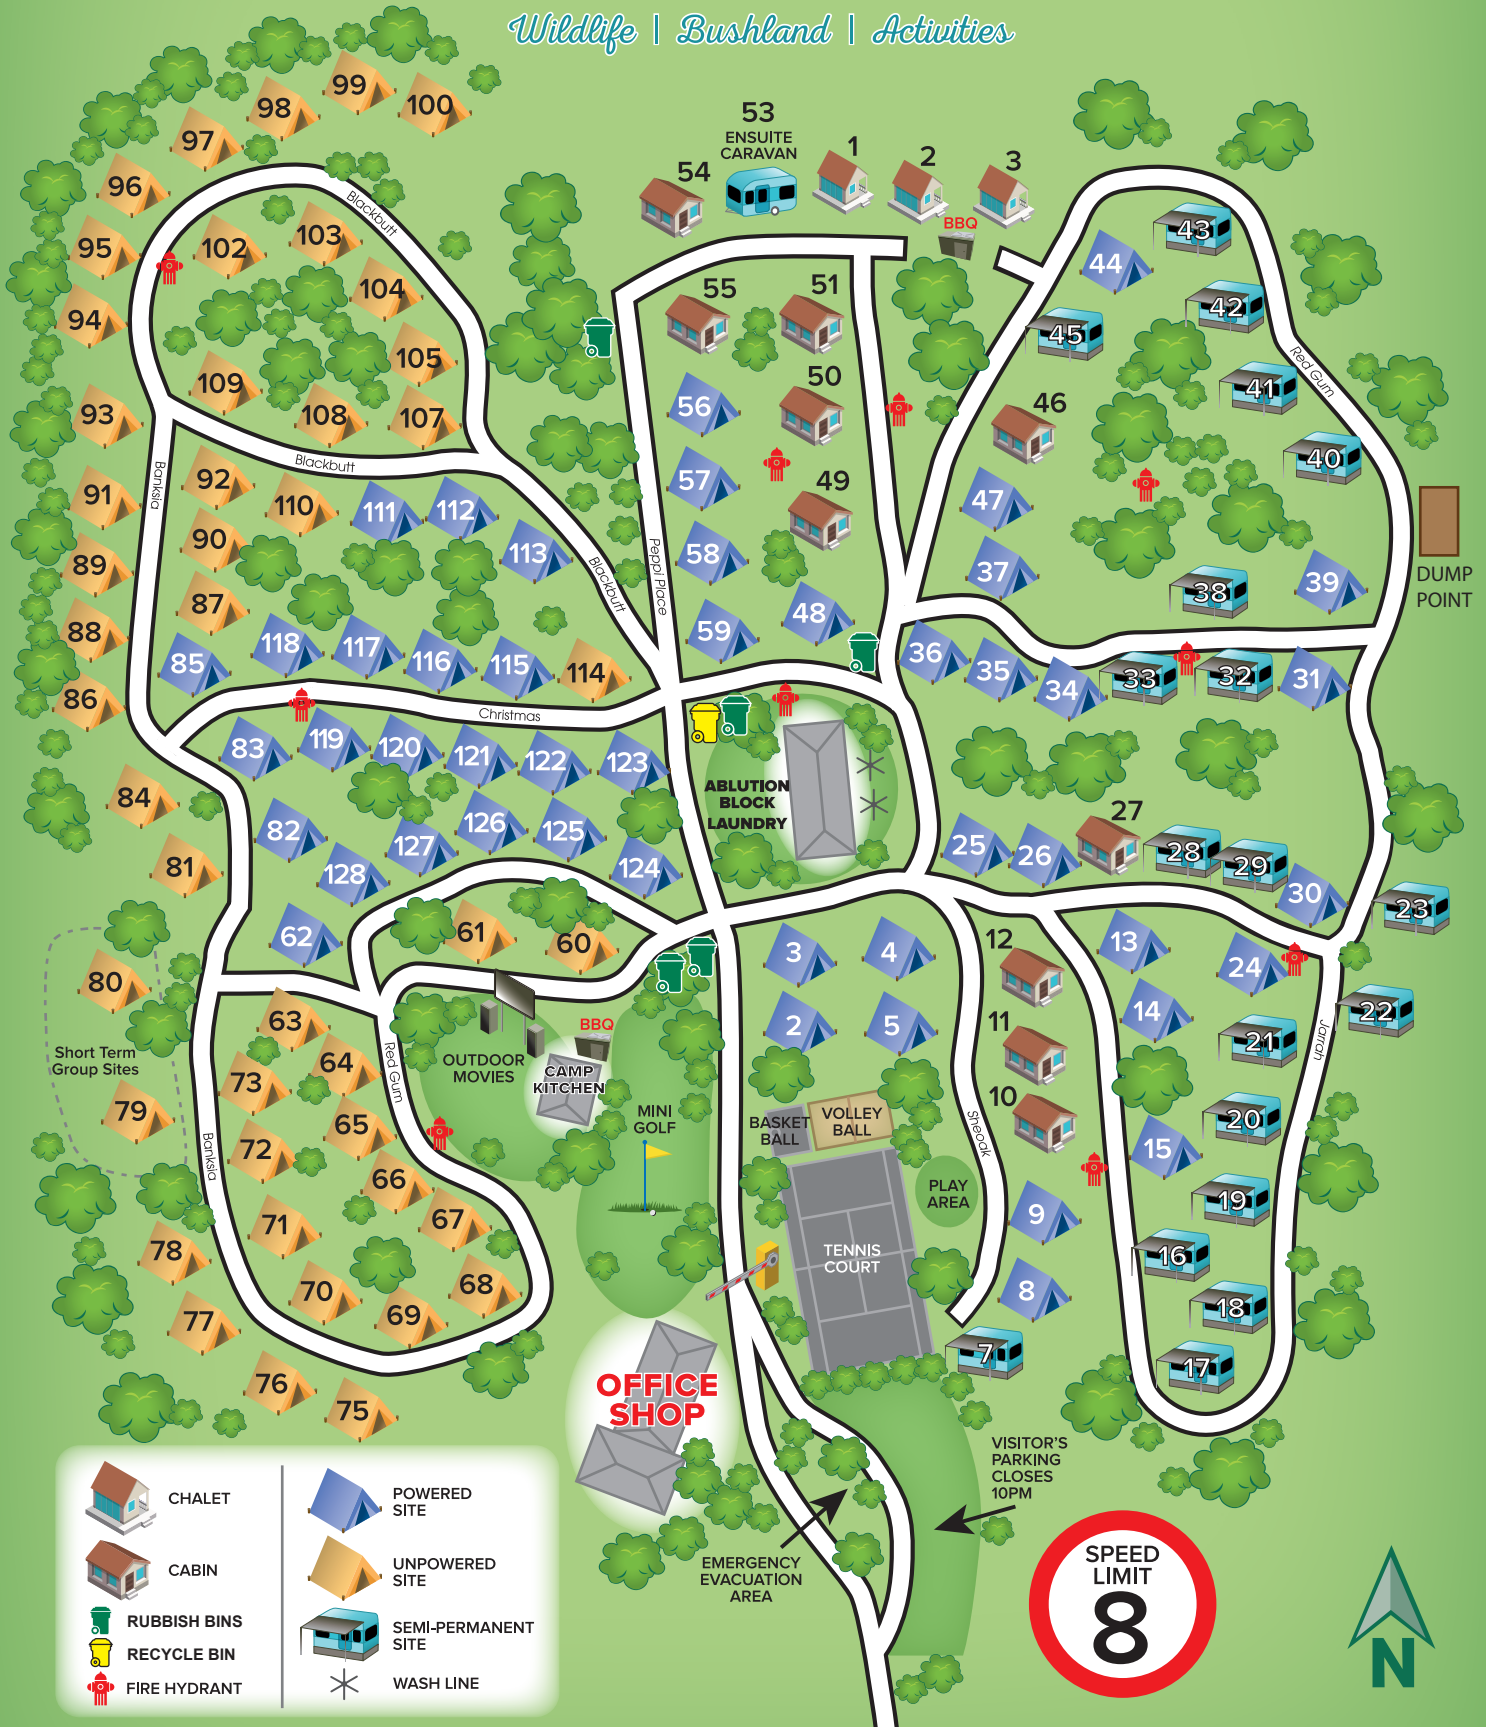 Wildlife | Bushland | Activities
99
98
100
97
53
ENSUITE
CARAVAN
54
1
2
3
BBQ
96
Blackbutt
95
102
103
43
44
104
94
55
51
42
45
105
Red Gum
109
50
41
93
108
107
56
46
40
Blackbutt
Banksia
92
91
110
111
112
57
49
47
90
113
58
89
Blackbutt
Peppi Place
37
38
39
DUMP
POINT
87
88
59
48
118
117
116
115
114
85
36
35
34
33
32
31
86
Christmas
83
119
120
121
122
123
84
ABLUTION
BLOCK
LAUNDRY
82
127
126
125
128
124
81
25
26
27
28
29
30
23
62
61
60
3
4
12
13
24
80
2
5
11
14
22
21
63
Short Term
Group Sites
64
73
Red Gum
OUTDOOR
MOVIES
BBQ
CAMP
KITCHEN
MINI
GOLF
BASKET
BALL
VOLLEY
BALL
10
Jarrah
20
79
65
72
Banksia
Sheoak
15
66
PLAY
AREA
19
71
67
9
78
TENNIS
COURT
16
70
68
8
18
77
69
7
17
76
75
OFFICE
SHOP
VISITOR'S
PARKING
CLOSES
10PM
EMERGENCY
EVACUATION
AREA
CHALET
CABIN
RUBBISH BINS
RECYCLE BIN
FIRE HYDRANT
POWERED
SITE
UNPOWERED
SITE
SEMI-PERMANENT
SITE
WASH LINE
SPEED
LIMIT
8
N